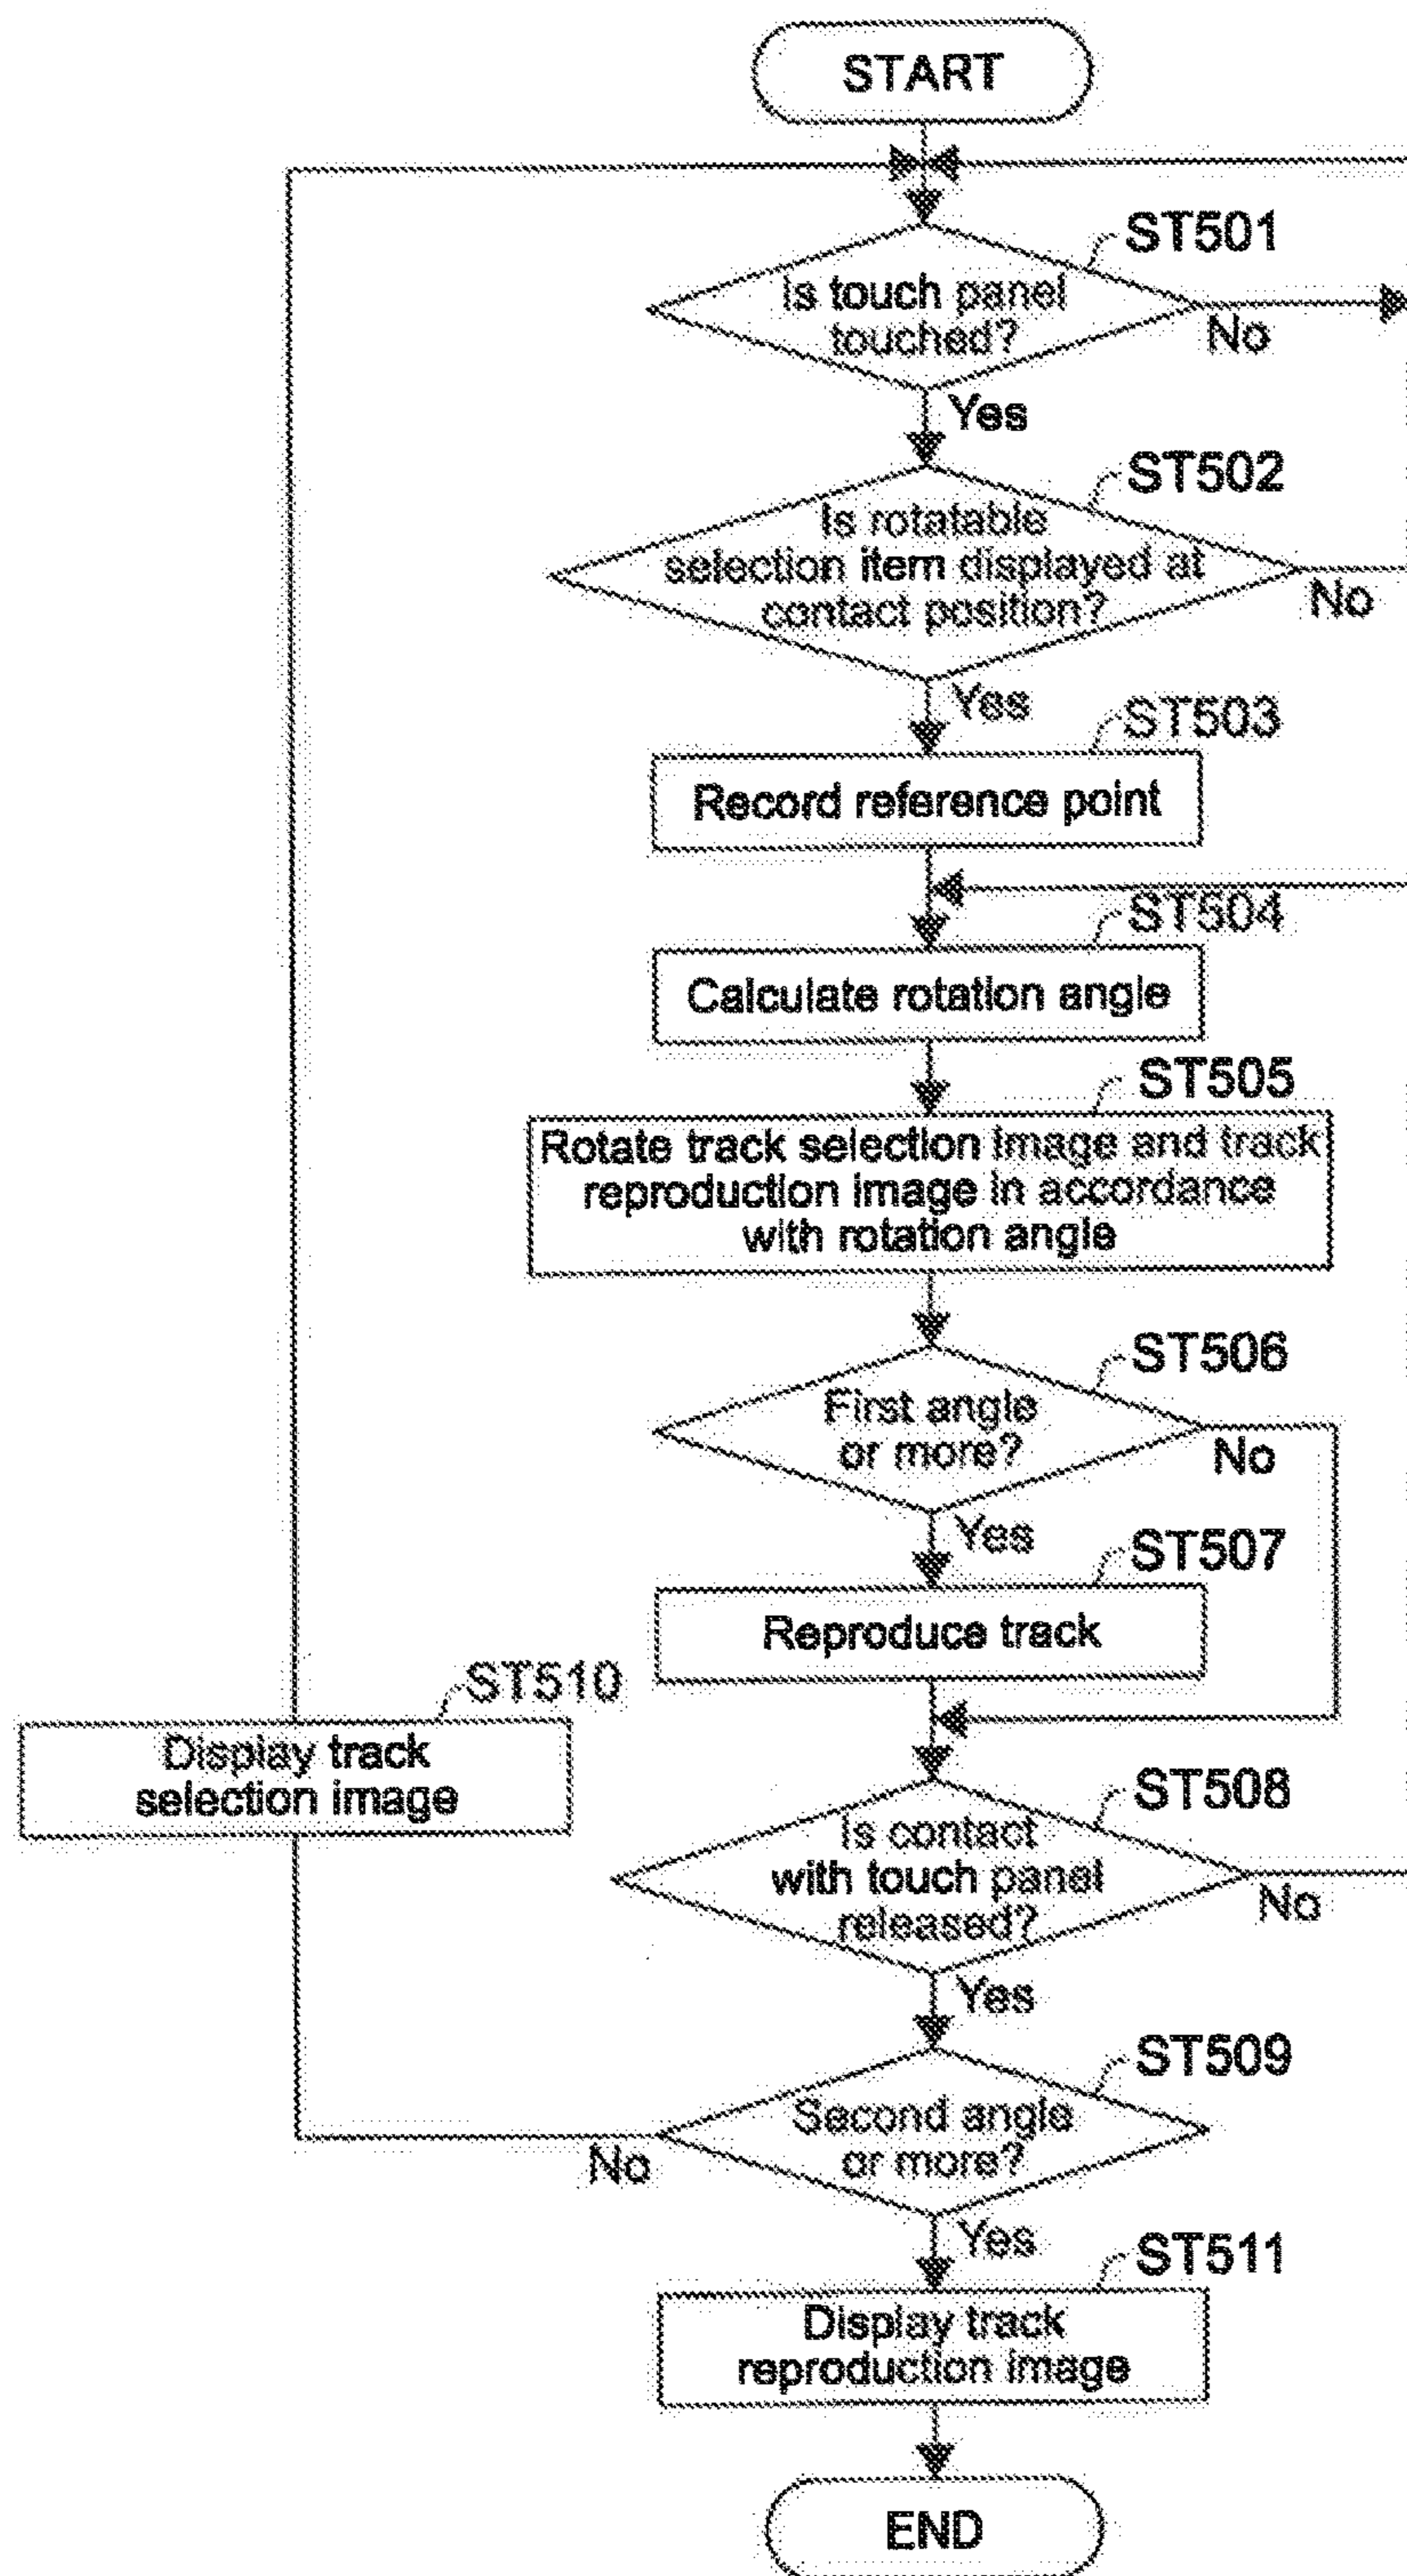 START
ST501
Is touch panel
touched?
No
Yes
ST502
Is rotatable
selection item displayed at
contact position?
No
Yes
ST503
Record reference point
ST504
Calculate rotation angle
ST505
Rotate track selection image and track
reproduction image in accordance
with rotation angle
ST506
First angle
or more?
No
Yes
ST507
Reproduce track
ST510
Display track
selection image
ST508
Is contact
with touch panel
released?
No
Yes
ST509
Second angle
or more?
No
Yes
ST511
Display track
reproduction image
END